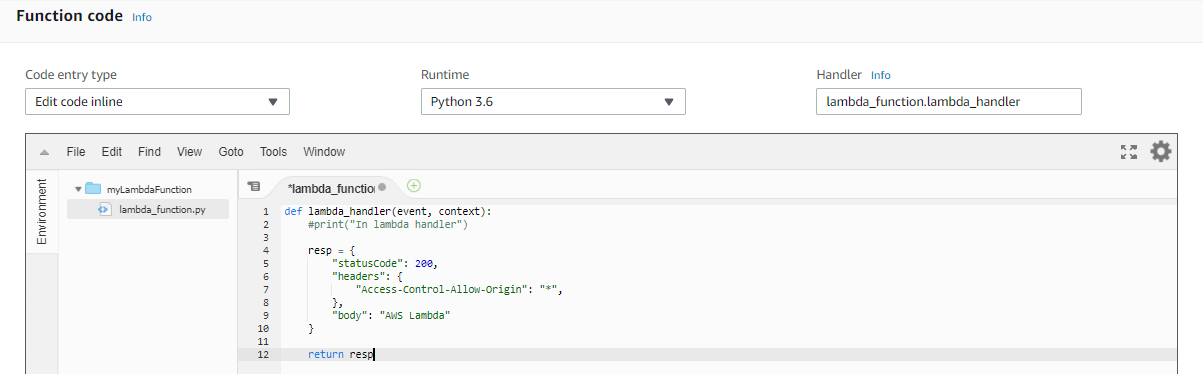 Function code Info
Code entry type
Runtime
Handler Info
Edit code inline
Python 3.6
lambda_function.lambda_handler
File Edit Find View Goto Tools Window
Environment
myLambdaFunction
lambda_function.py
*lambda_function
1 def lambda_handler(event, context):
2     #print("In lambda handler")
3
4     resp = {
5         "statusCode": 200,
6         "headers": {
7             "Access-Control-Allow-Origin": "*",
8         },
9         "body": "AWS Lambda"
10     }
11
12     return resp